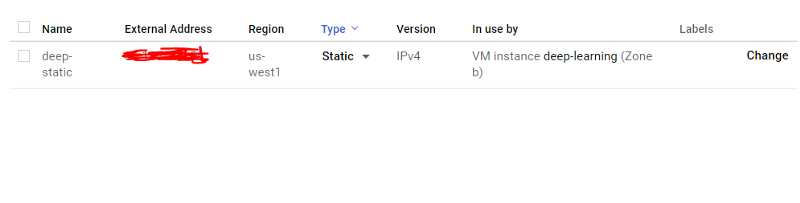 Name External Address Region Type Version In use by Labels
deep- us- Static IPv4 VM instance deep-learning (Zone Change
static west1 b)